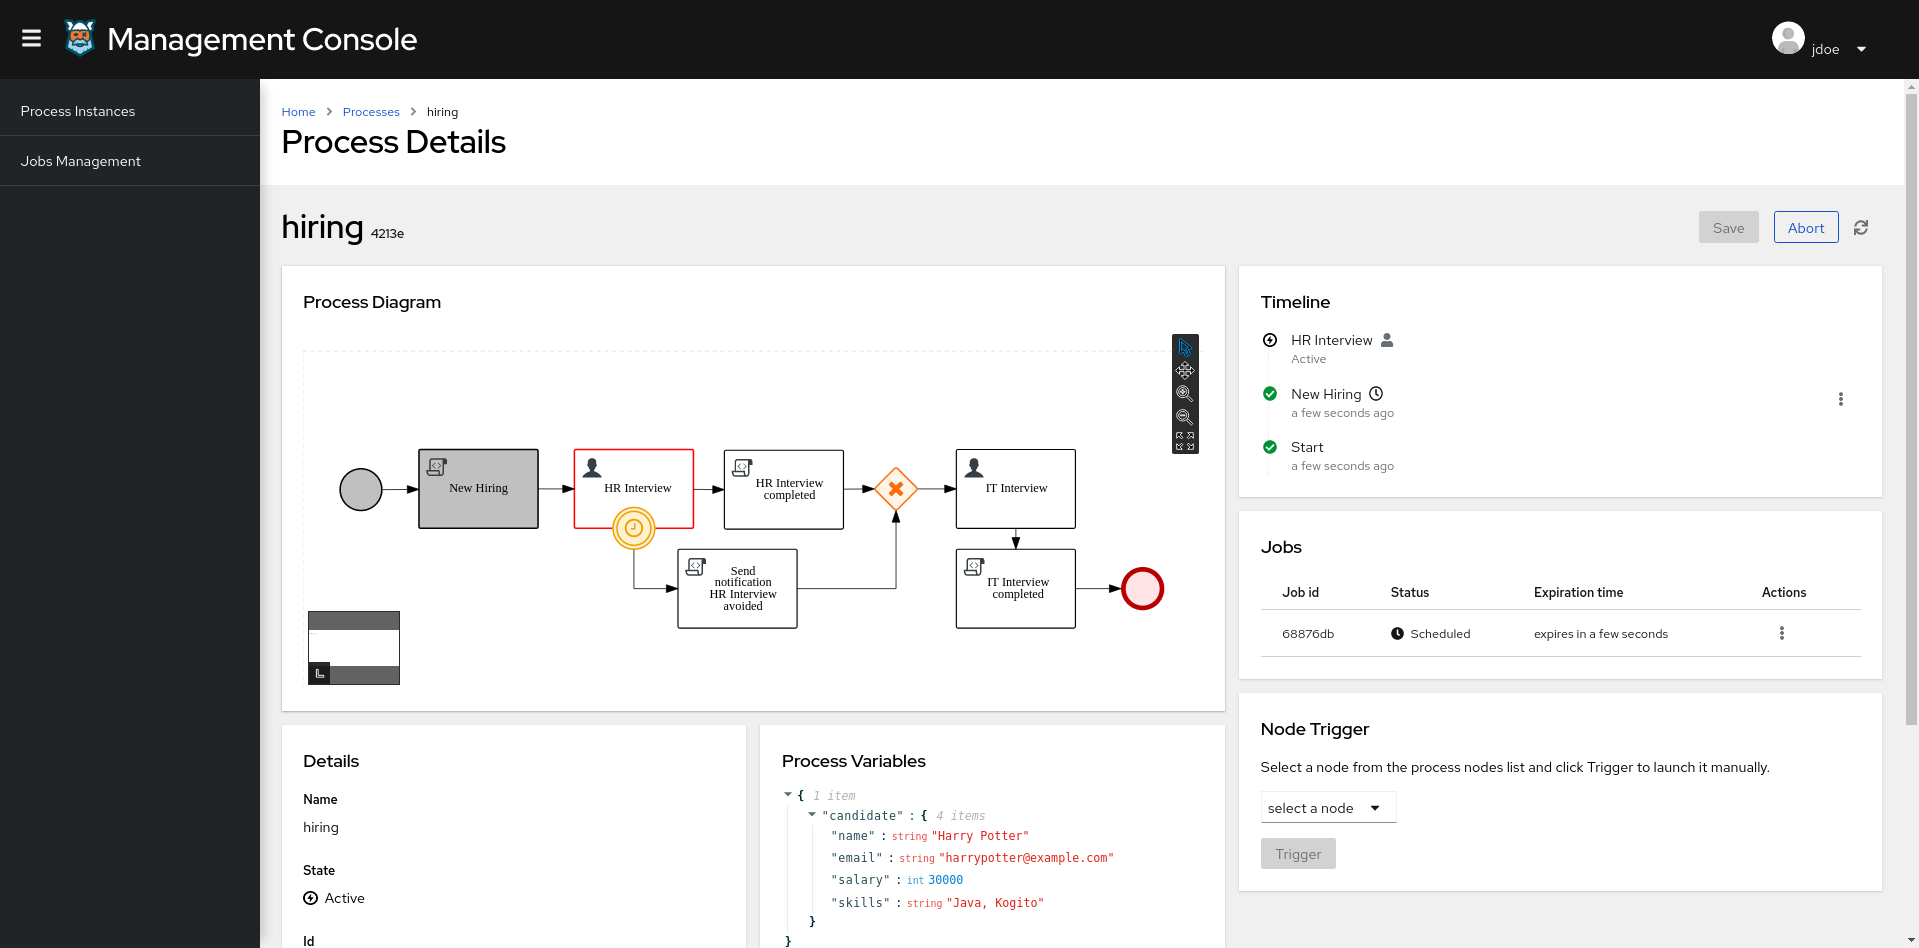 Management Console
jdoe
Process Instances
Jobs Management
Home > Processes > hiring
Process Details
hiring 4213e
Save
Abort
Process Diagram
New Hiring
HR Interview
HR Interview
completed
IT Interview
Send
notification
HR Interview
avoided
IT Interview
completed
Timeline
HR Interview
Active
New Hiring
a few seconds ago
Start
a few seconds ago
Jobs
Job id Status Expiration time Actions
68876db Scheduled expires in a few seconds
Details
Name
hiring
State
Active
Id
Process Variables
{ 1 item
"candidate" : { 4 items
"name" : string "Harry Potter"
"email" : string "harrypotter@example.com"
"salary" : int 30000
"skills" : string "Java, Kogito"
}
}
Node Trigger
Select a node from the process nodes list and click Trigger to launch it manually.
select a node
Trigger